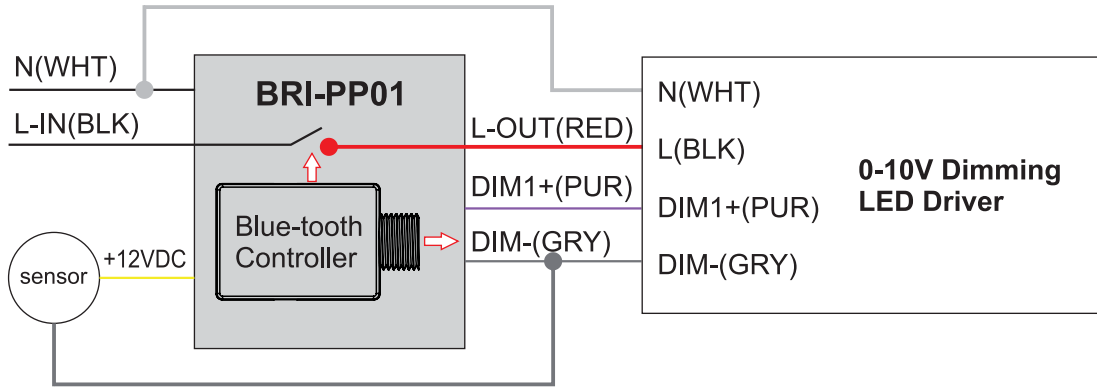 N(WHT)
BRI-PP01
L-IN(BLK)
L-OUT(RED)
DIM1+(PUR)
DIM-(GRY)
Blue-tooth
Controller
sensor
+12VDC
N(WHT)
L(BLK)
DIM1+(PUR)
DIM-(GRY)
0-10V Dimming
LED Driver